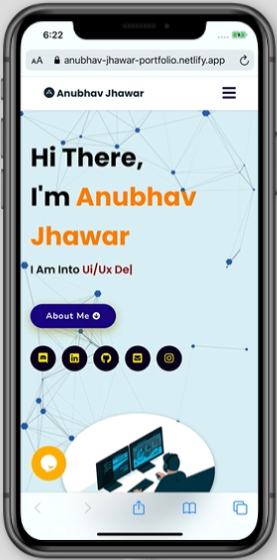 6:22
AA anubhav-jhawar-portfolio.netlify.app
Anubhav Jhawar
Hi There,
I'm Anubhav
Jhawar
I Am Into Ui/Ux De|
About Me
in